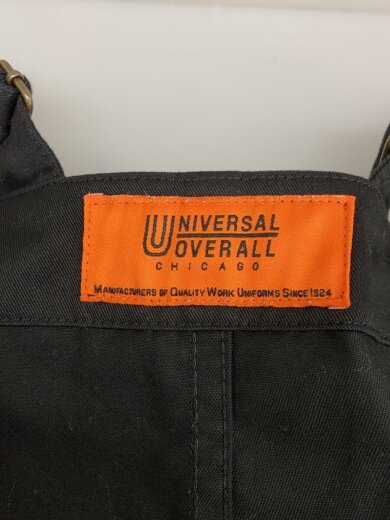 UNIVERSAL
OVERALL
CHICAGO
MANUFACTURERS OF QUALITY WORK UNIFORMS SINCE 1924